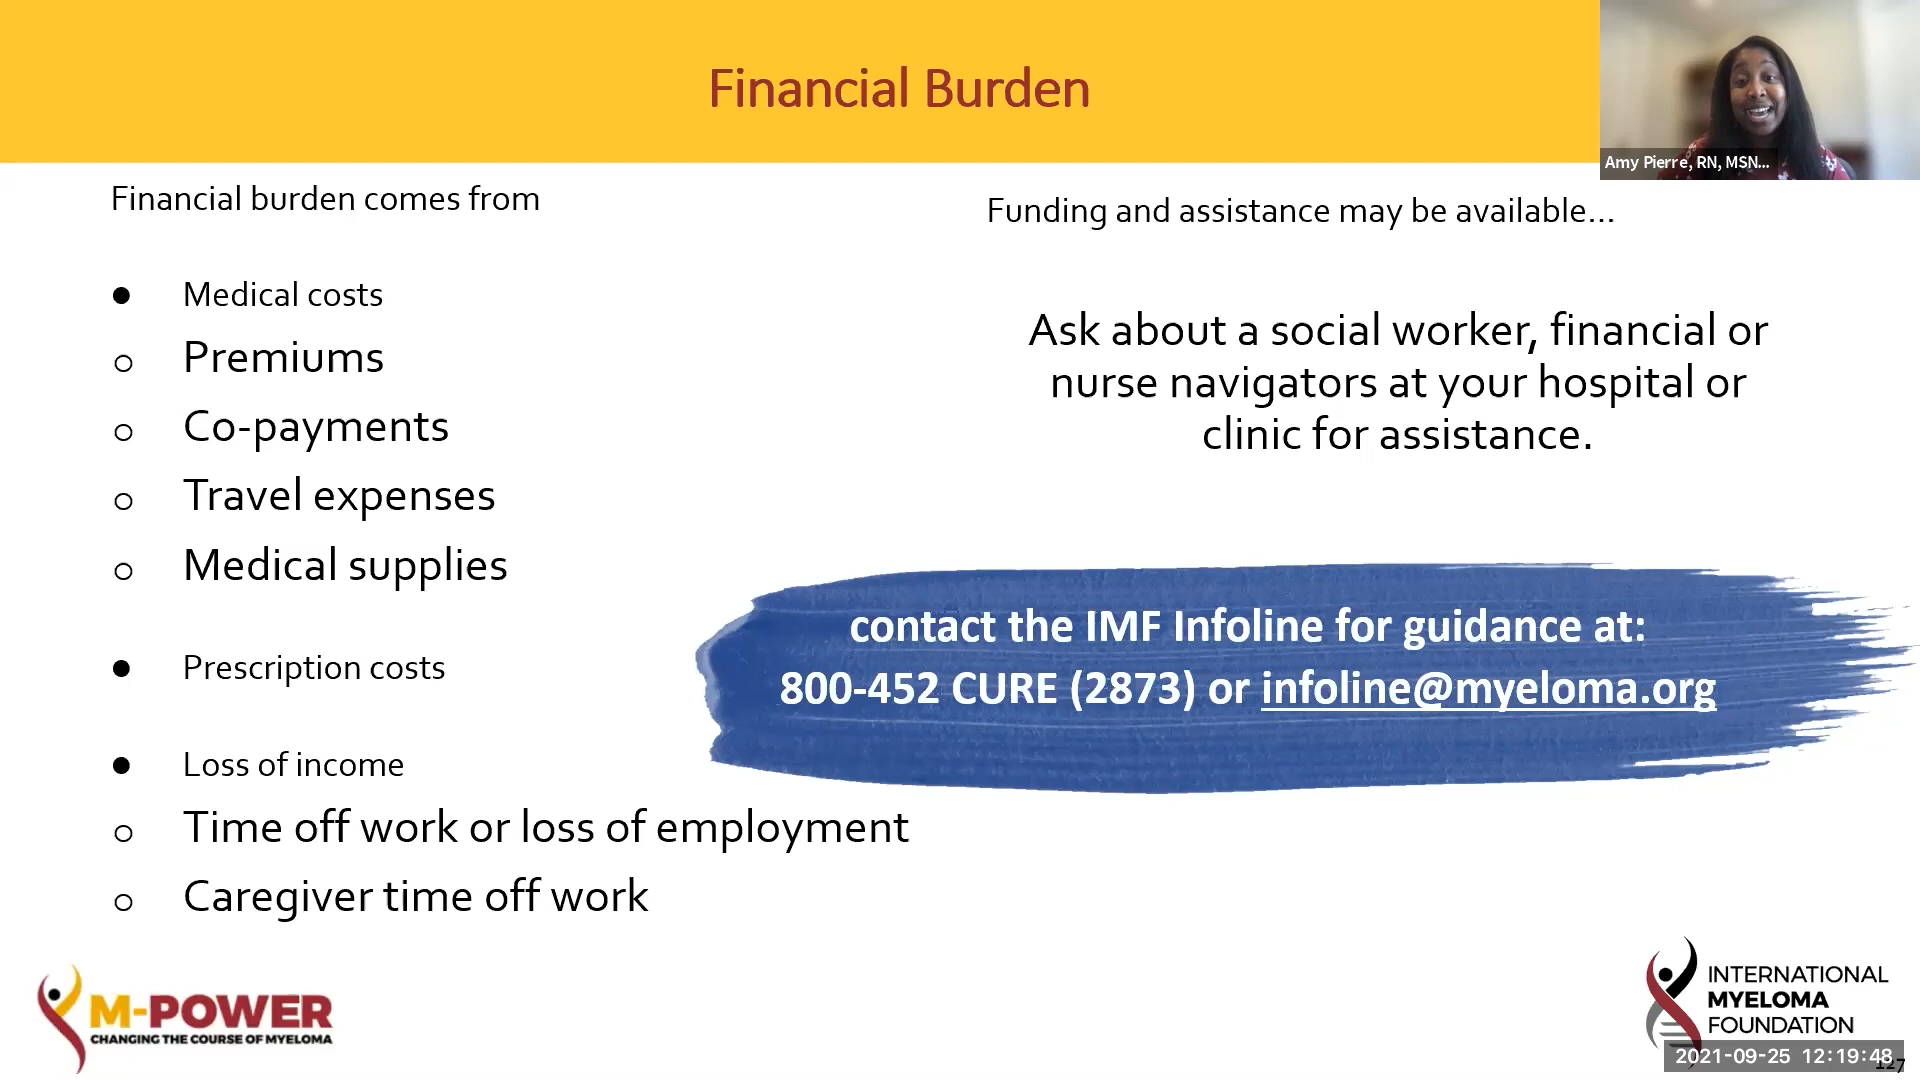 Financial Burden
Amy Pierre, RN, MSN...
Financial burden comes from
● Medical costs
o Premiums
o Co-payments
o Travel expenses
o Medical supplies
● Prescription costs
● Loss of income
o Time off work or loss of employment
o Caregiver time off work
Funding and assistance may be available...
Ask about a social worker, financial or
nurse navigators at your hospital or
clinic for assistance.
contact the IMF Infoline for guidance at:
800-452 CURE (2873) or infoline@myeloma.org
M-POWER
CHANGING THE COURSE OF MYELOMA
INTERNATIONAL
MYELOMA
FOUNDATION
2021-09-25 12:19:48
127